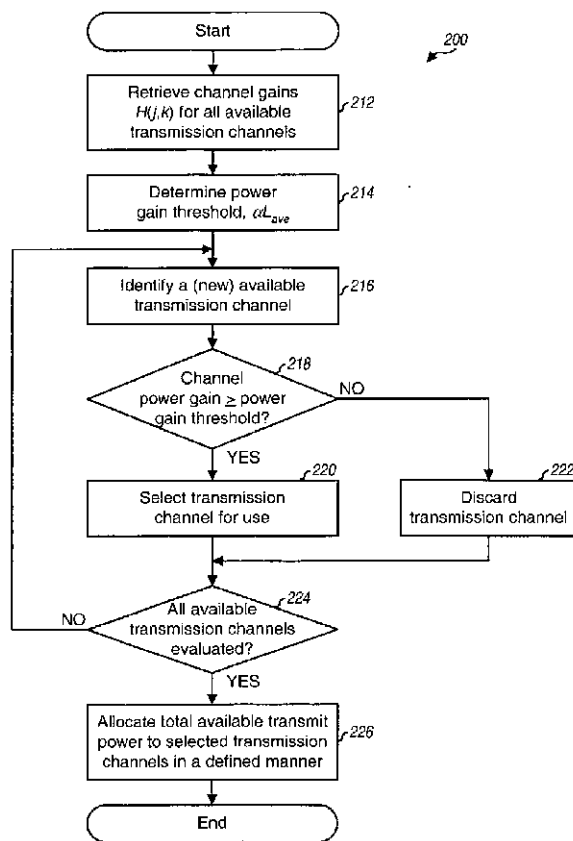 Start
200
Retrieve channel gains
H(j,k) for all available
transmission channels
212
Determine power
gain threshold, αLave
214
Identify a (new) available
transmission channel
216
218
Channel
power gain ≥ power
gain threshold?
NO
YES
220
Select transmission
channel for use
222
Discard
transmission channel
224
All available
transmission channels
evaluated?
NO
YES
Allocate total available transmit
power to selected transmission
channels in a defined manner
226
End